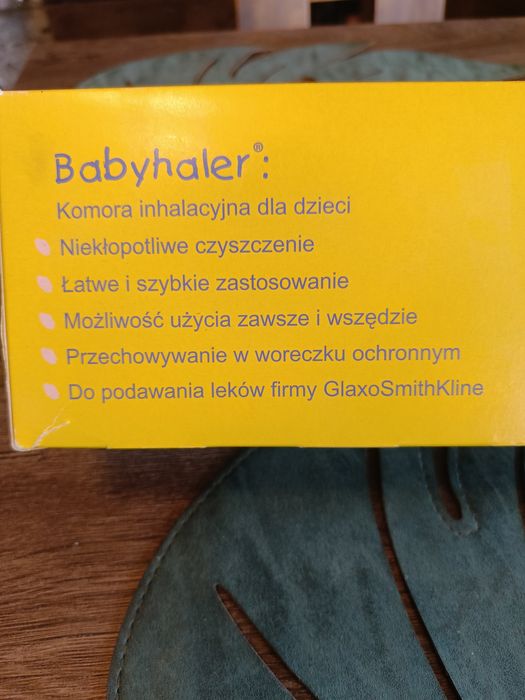 Babyhaler®:
Komora inhalacyjna dla dzieci
Niekłopotliwe czyszczenie
Łatwe i szybkie zastosowanie
Możliwość użycia zawsze i wszędzie
Przechowywanie w woreczku ochronnym
Do podawania leków firmy GlaxoSmithKline